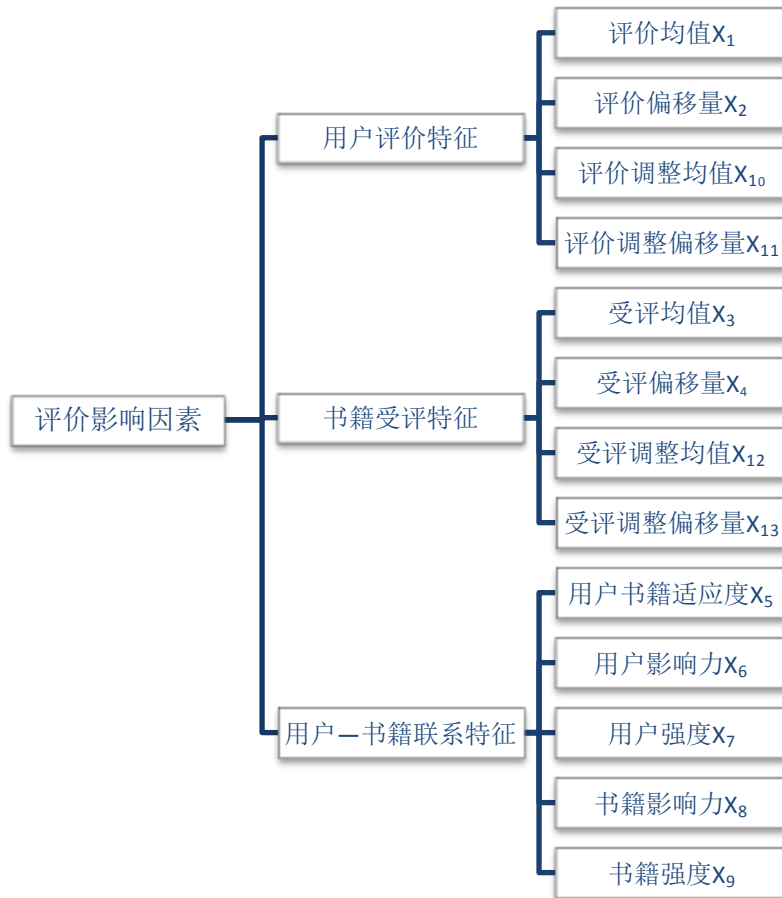 评价影响因素
用户评价特征
评价均值X₁
评价偏移量X₂
评价调整均值X₁₀
评价调整偏移量X₁₁
书籍受评特征
受评均值X₃
受评偏移量X₄
受评调整均值X₁₂
受评调整偏移量X₁₃
用户—书籍联系特征
用户书籍适应度X₅
用户影响力X₆
用户强度X₇
书籍影响力X₈
书籍强度X₉